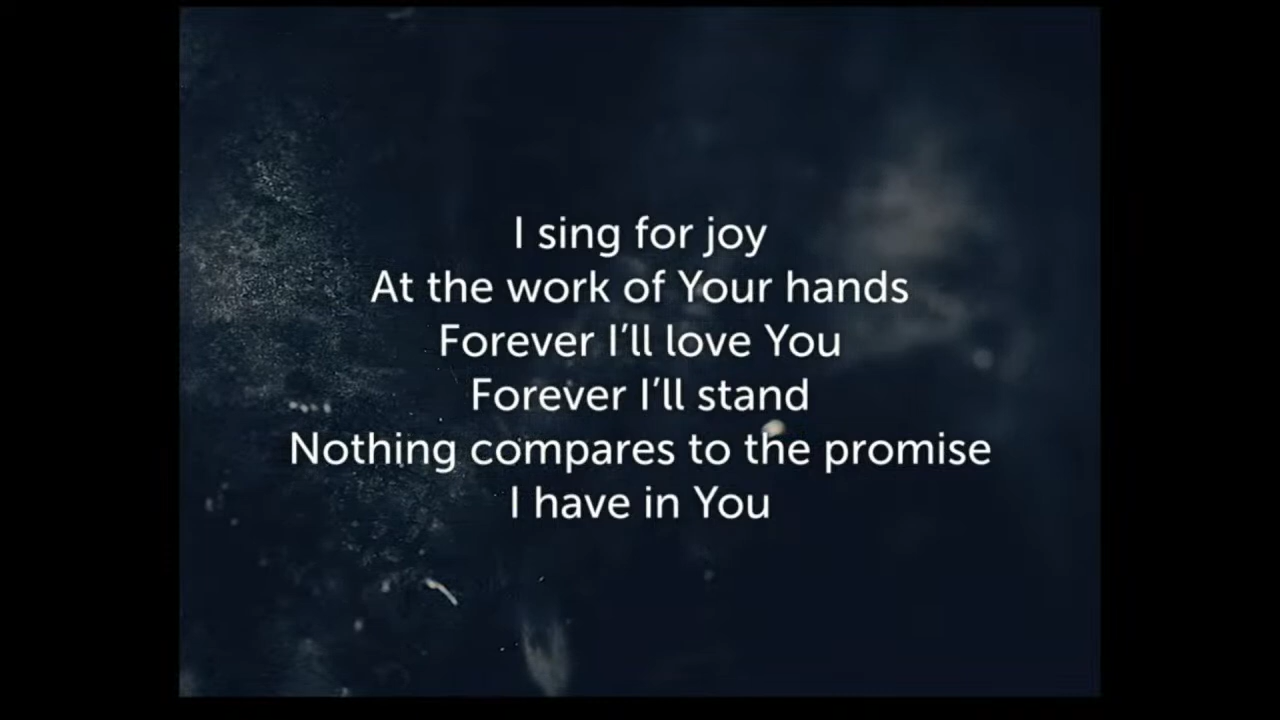 I sing for joy
At the work of Your hands
Forever I’ll love You
Forever I’ll stand
Nothing compares to the promise
I have in You